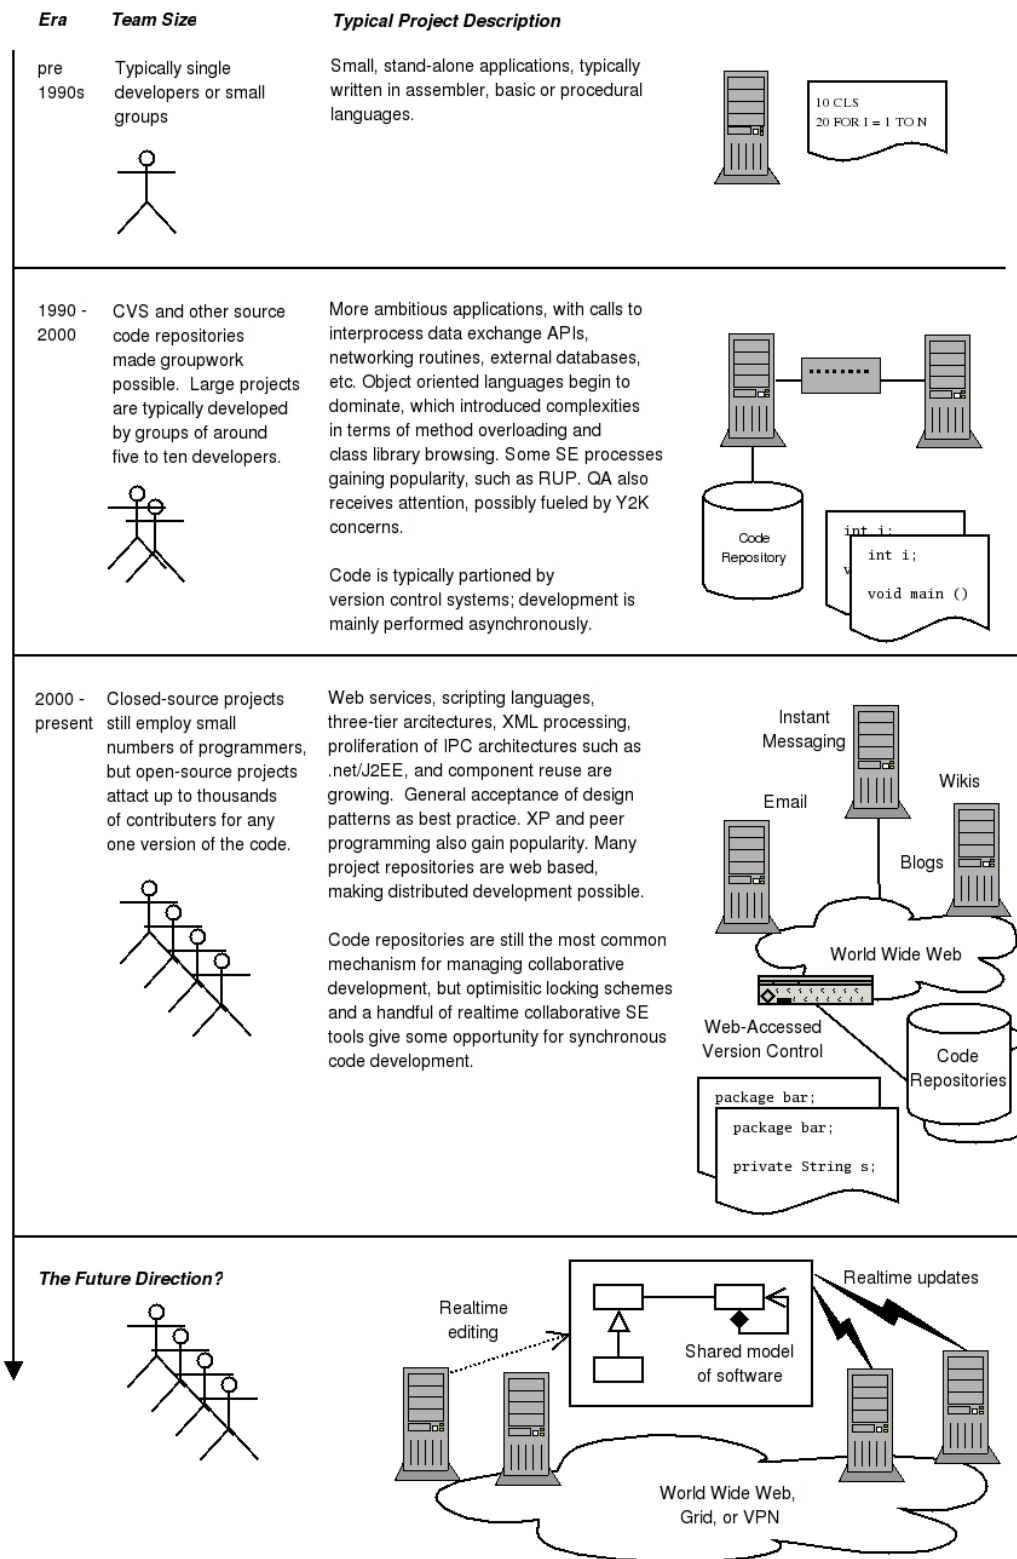 Era Team Size Typical Project Description
pre
1990s
Typically single
developers or small
groups
Small, stand-alone applications, typically
written in assembler, basic or procedural
languages.
10 CLS
20 FOR I = 1 TO N
1990 -
2000
CVS and other source
code repositories
made groupwork
possible. Large projects
are typically developed
by groups of around
five to ten developers.
More ambitious applications, with calls to
interprocess data exchange APIs,
networking routines, external databases,
etc. Object oriented languages begin to
dominate, which introduced complexities
in terms of method overloading and
class library browsing. Some SE processes
gaining popularity, such as RUP. QA also
receives attention, possibly fueled by Y2K
concerns.
Code is typically partioned by
version control systems; development is
mainly performed asynchronously.
Code
Repository
int i;
v
int i;
void main ()
2000 -
present
Closed-source projects
still employ small
numbers of programmers,
but open-source projects
attact up to thousands
of contributers for any
one version of the code.
Web services, scripting languages,
three-tier arcitectures, XML processing,
proliferation of IPC architectures such as
.net/J2EE, and component reuse are
growing. General acceptance of design
patterns as best practice. XP and peer
programming also gain popularity. Many
project repositories are web based,
making distributed development possible.
Code repositories are still the most common
mechanism for managing collaborative
development, but optimisitic locking schemes
and a handful of realtime collaborative SE
tools give some opportunity for synchronous
code development.
Instant
Messaging
Wikis
Email
Blogs
World Wide Web
Web-Accessed
Version Control
Code
Repositories
package bar;
package bar;
private String s;
The Future Direction?
Realtime
editing
Realtime updates
Shared model
of software
World Wide Web,
Grid, or VPN